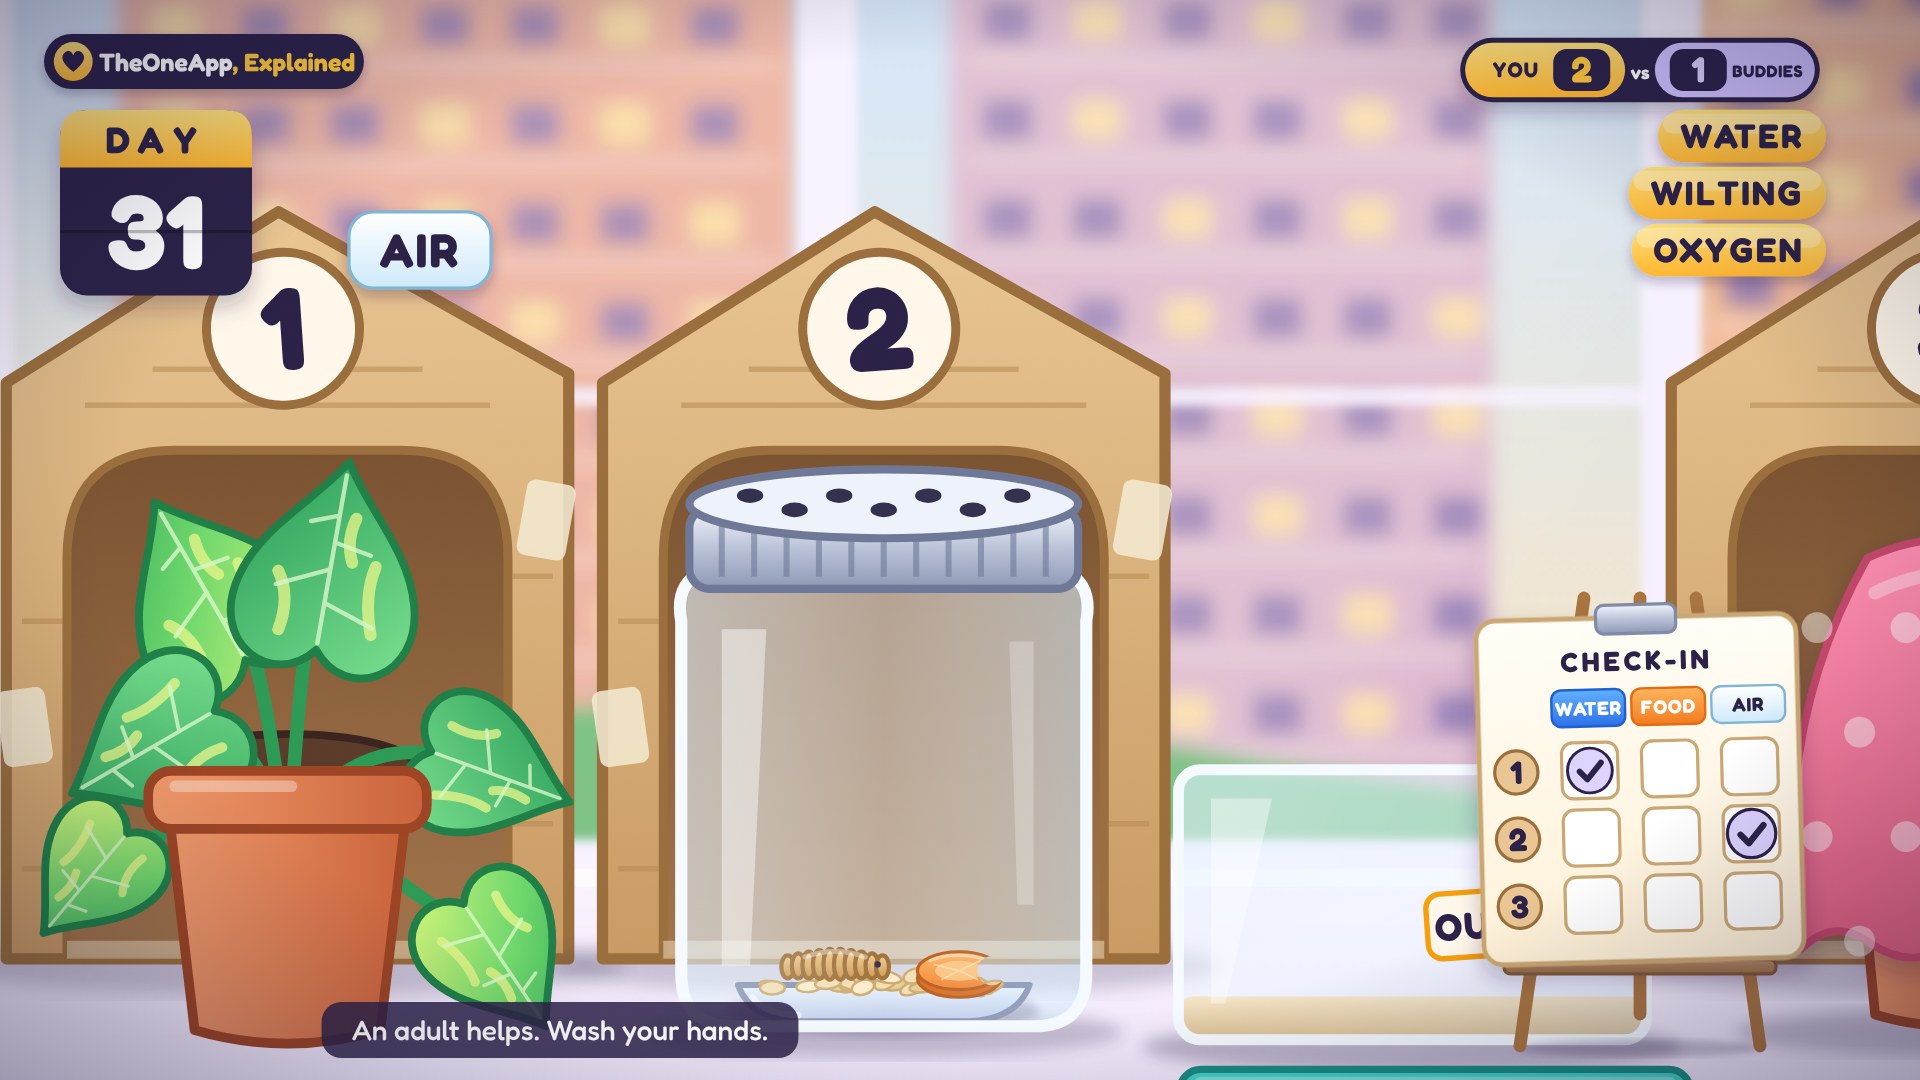 TheOneApp, Explained
DAY
31
YOU 2 vs 1 BUDDIES
WATER
WILTING
OXYGEN
AIR
1
2
CHECK-IN
WATER FOOD AIR
1
2
3
An adult helps. Wash your hands.